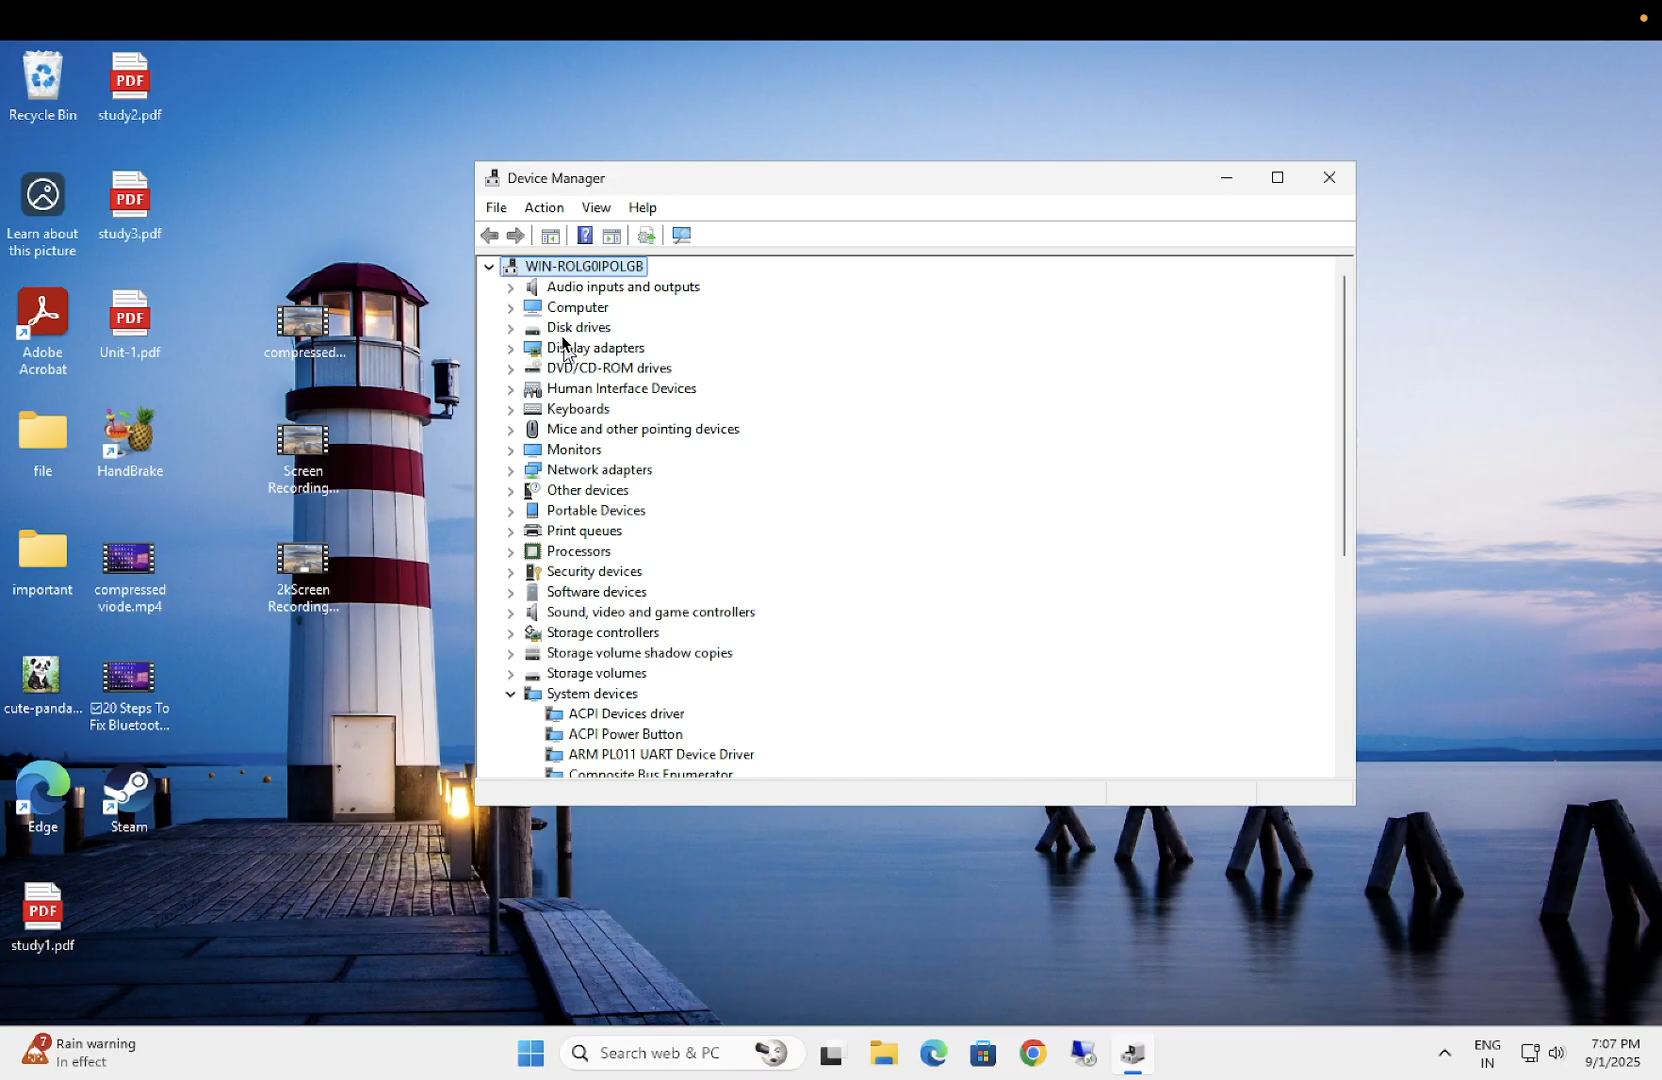 Recycle Bin
study2.pdf
Learn about
this picture
study3.pdf
Adobe
Acrobat
Unit-1.pdf
compressed...
file
HandBrake
Screen
Recording...
important
compressed
viode.mp4
2kScreen
Recording...
cute-panda...
☑20 Steps To
Fix Bluetoot...
Edge
Steam
PDF
PDF
PDF
PDF
study1.pdf
Device Manager
File Action View Help
WIN-ROLG0IPOLGB
Audio inputs and outputs
Computer
Disk drives
Display adapters
DVD/CD-ROM drives
Human Interface Devices
Keyboards
Mice and other pointing devices
Monitors
Network adapters
Other devices
Portable Devices
Print queues
Processors
Security devices
Software devices
Sound, video and game controllers
Storage controllers
Storage volume shadow copies
Storage volumes
System devices
ACPI Devices driver
ACPI Power Button
ARM PL011 UART Device Driver
Composite Bus Enumerator
7
Rain warning
In effect
Search web & PC
ENG
IN
7:07 PM
9/1/2025